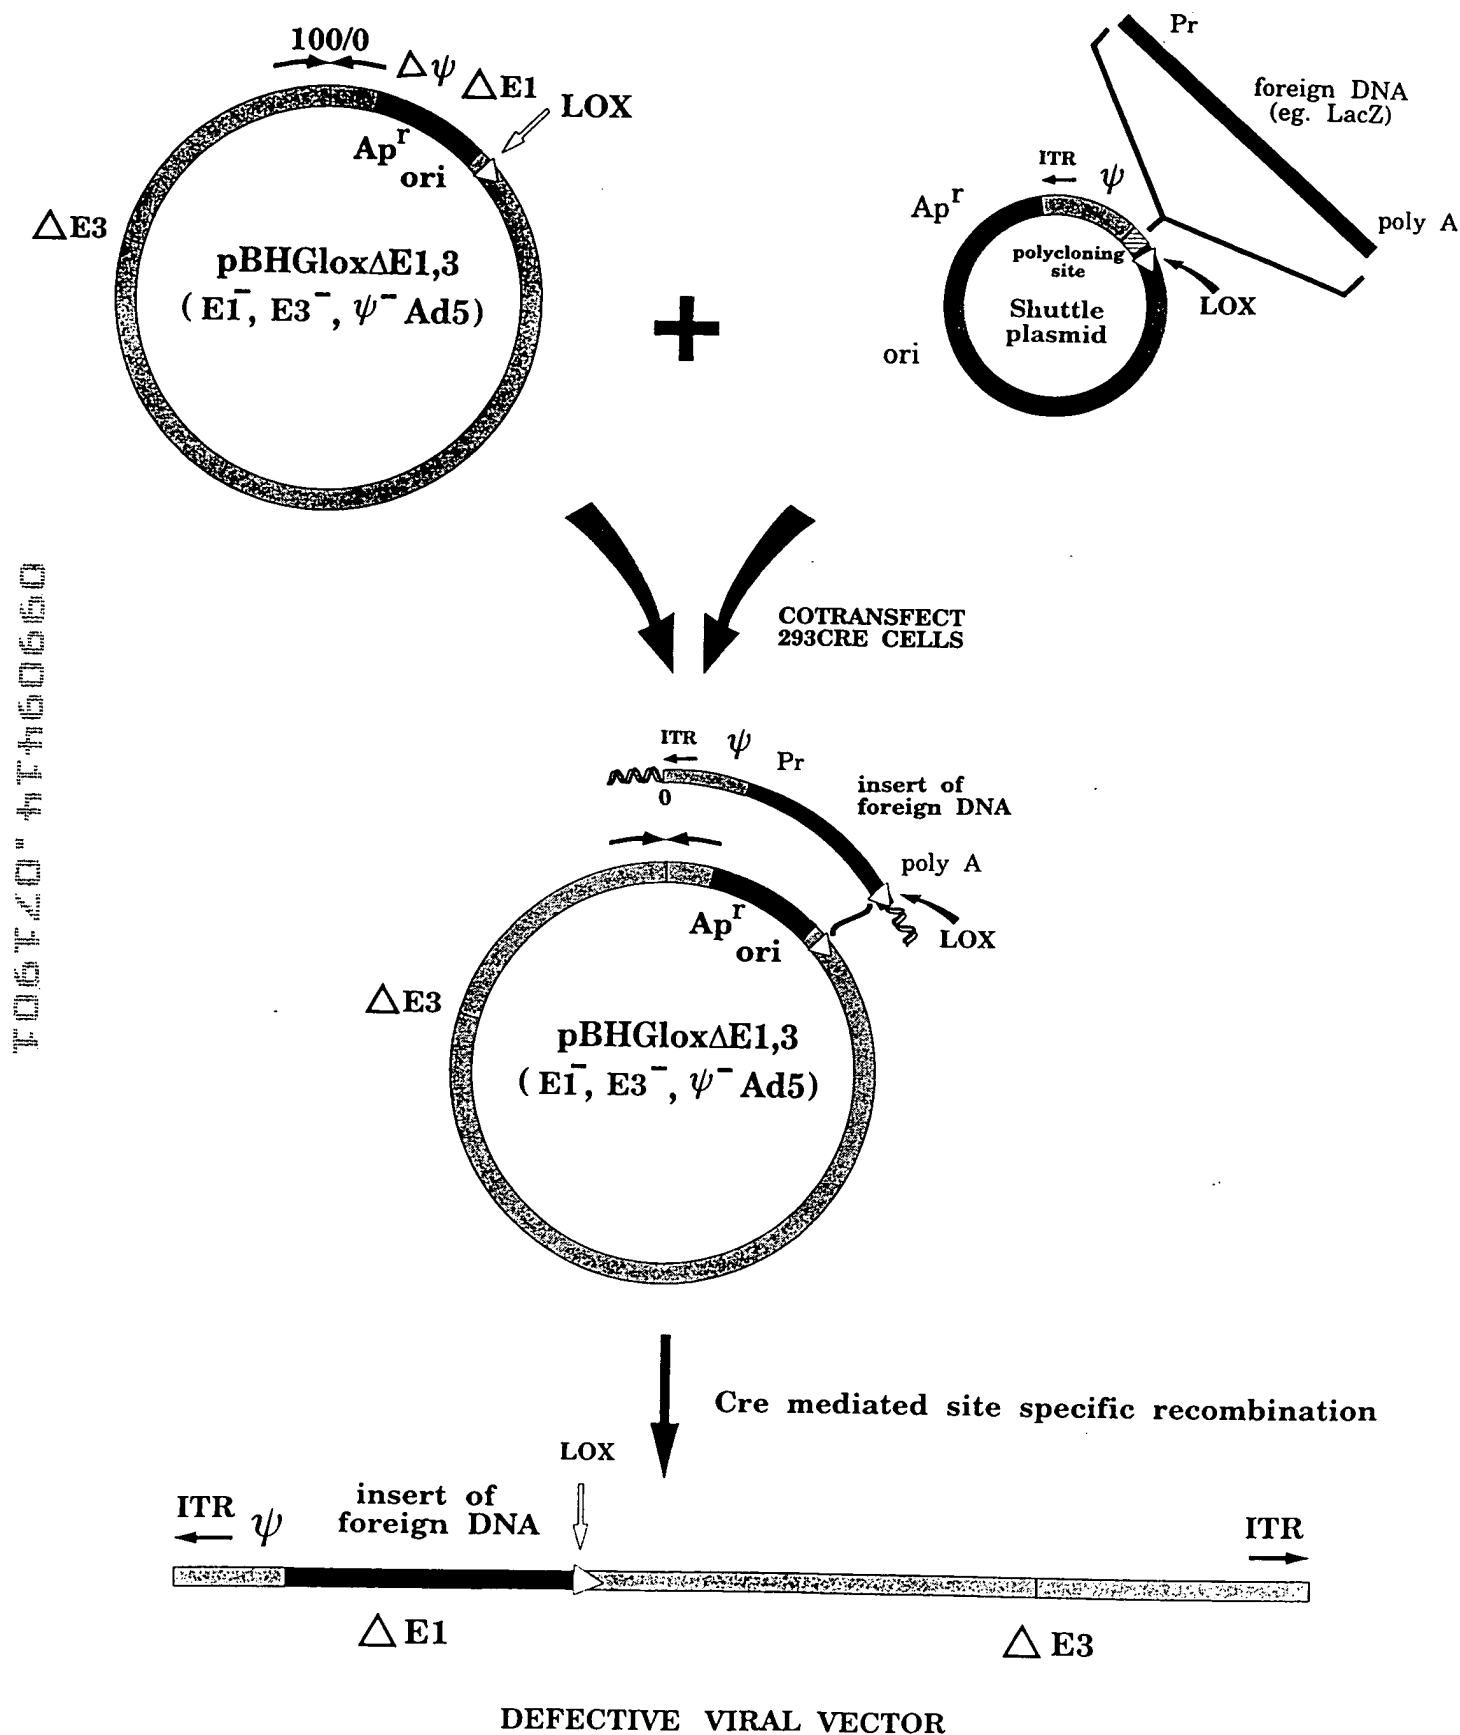 100/0
Δψ
ΔE1
LOX
Apʳ
ori
ΔE3
pBHGloxΔE1,3
(E1⁻, E3⁻, ψ⁻ Ad5)
+
Pr
foreign DNA
(eg. LacZ)
poly A
ITR
ψ
Apʳ
polycloning
site
LOX
Shuttle
plasmid
ori
COTRANSFECT
293CRE CELLS
ITR
ψ
Pr
0
insert of
foreign DNA
poly A
LOX
Apʳ
ori
ΔE3
pBHGloxΔE1,3
(E1⁻, E3⁻, ψ⁻ Ad5)
Cre mediated site specific recombination
LOX
ITR
ψ
insert of
foreign DNA
ITR
ΔE1
ΔE3
DEFECTIVE VIRAL VECTOR